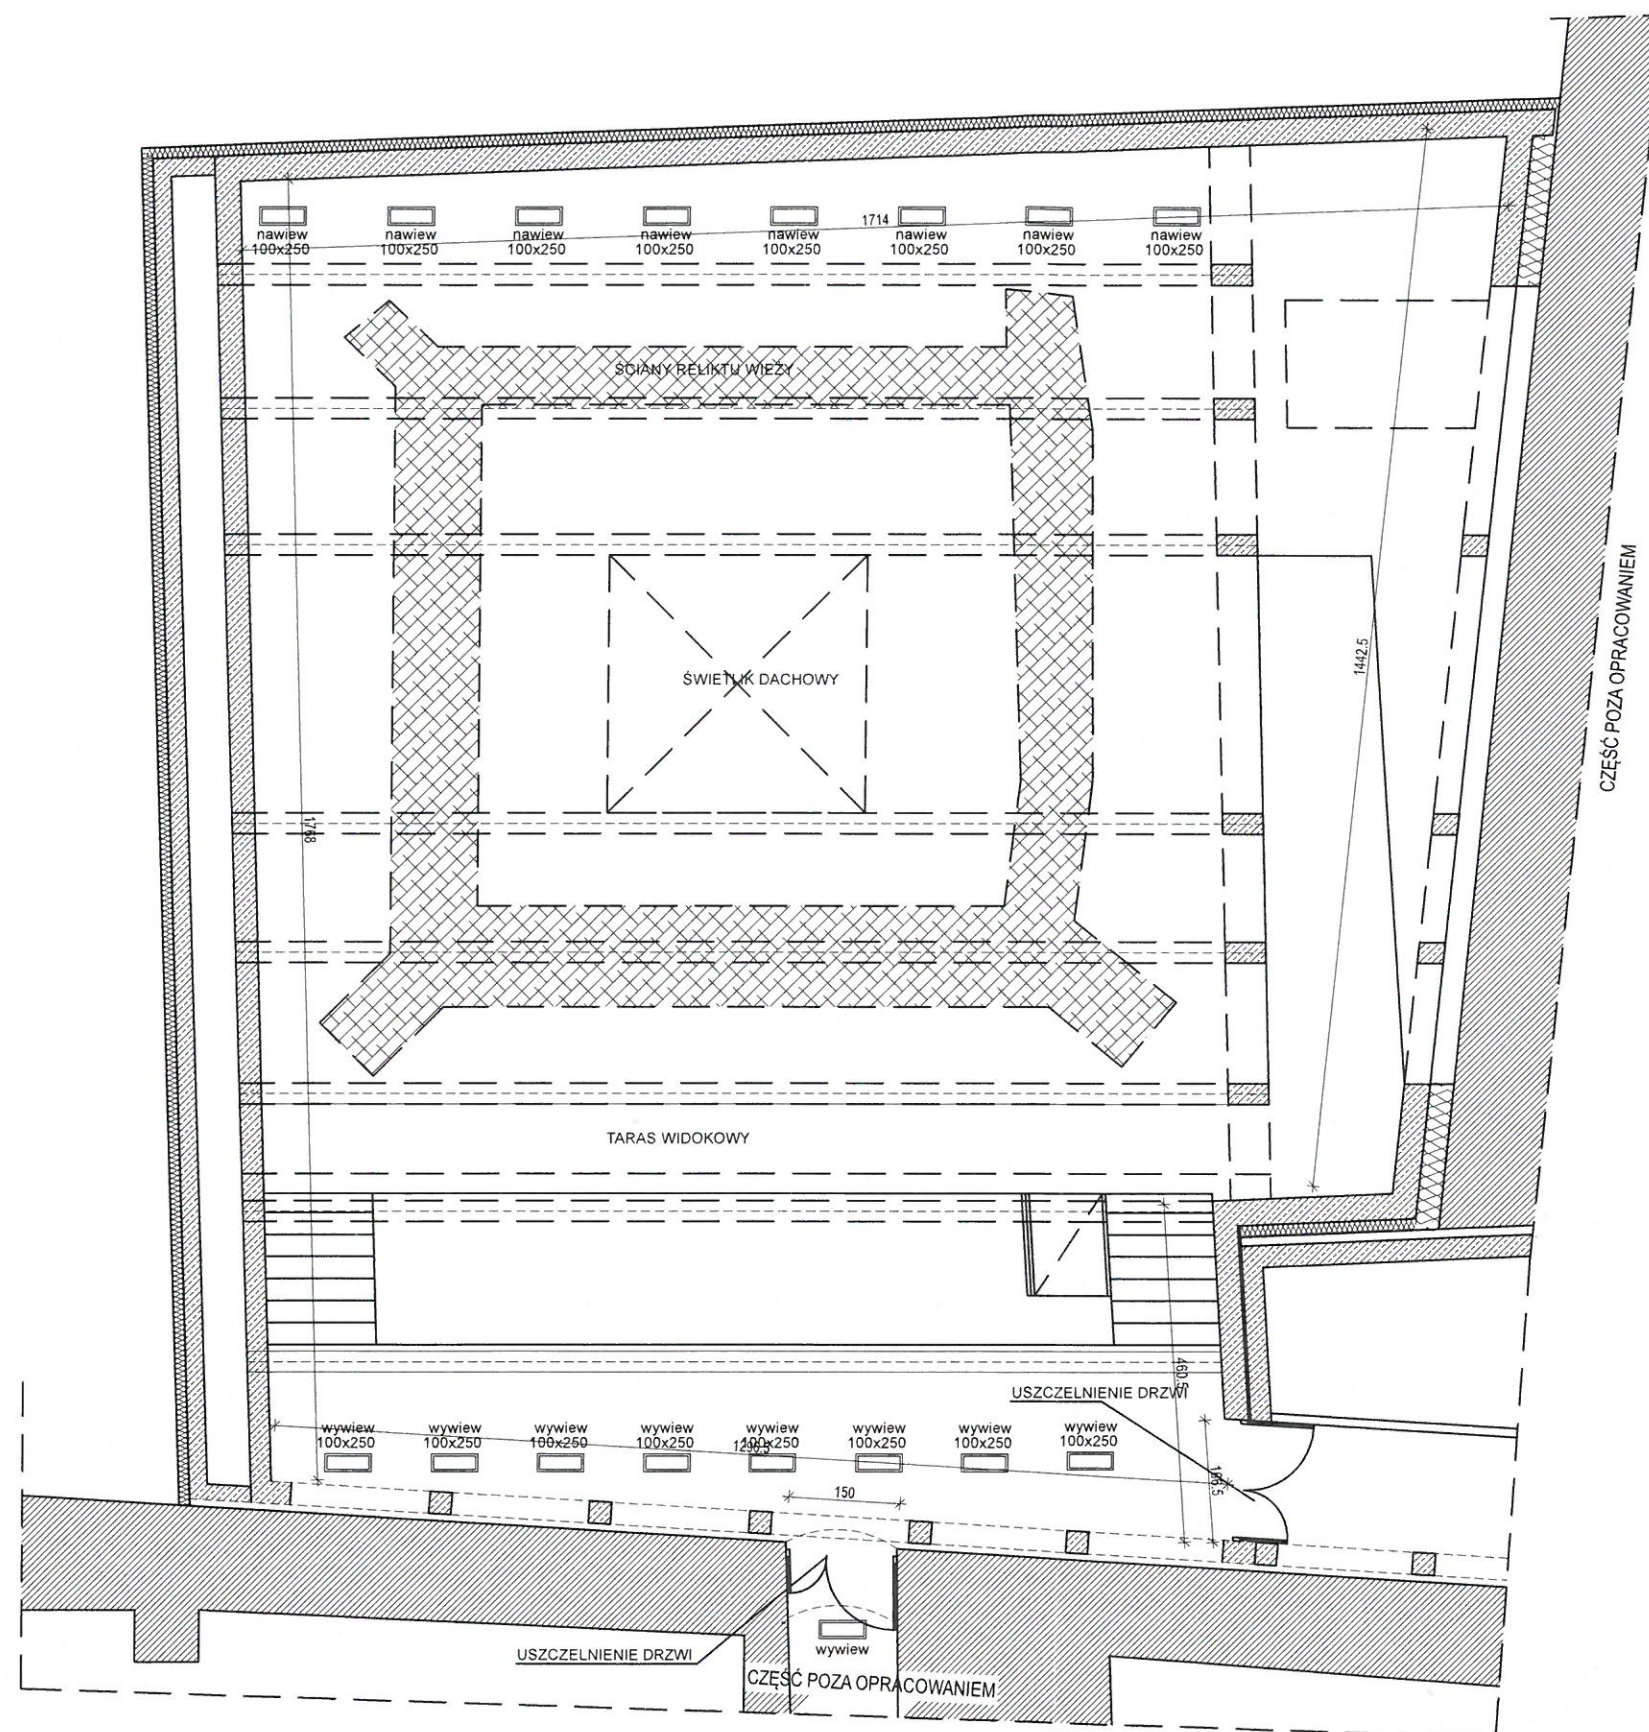 nawiew nawiew nawiew nawiew nawiew nawiew nawiew nawiew
100x250 100x250 100x250 100x250 100x250 100x250 100x250 100x250
1714
ŚCIANY RELIKTU WIEŻY
ŚWIETLIK DACHOWY
1442.5
CZĘŚĆ POZA OPRACOWANIEM
1768
TARAS WIDOKOWY
460.5
USZCZELNIENIE DRZWI
wywiew wywiew wywiew wywiew wywiew wywiew wywiew wywiew
100x250 100x250 100x250 100x250 100x250 100x250 100x250 100x250
150
wywiew
USZCZELNIENIE DRZWI
CZĘŚĆ POZA OPRACOWANIEM